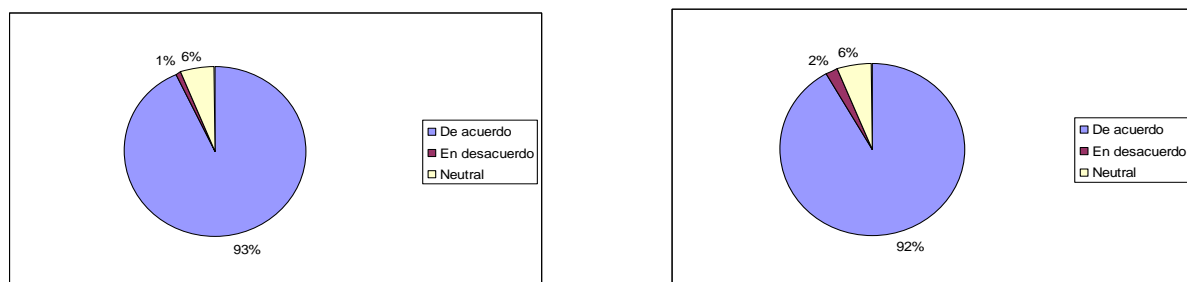 1% 6%
De acuerdo
En desacuerdo
Neutral
93%
2% 6%
De acuerdo
En desacuerdo
Neutral
92%